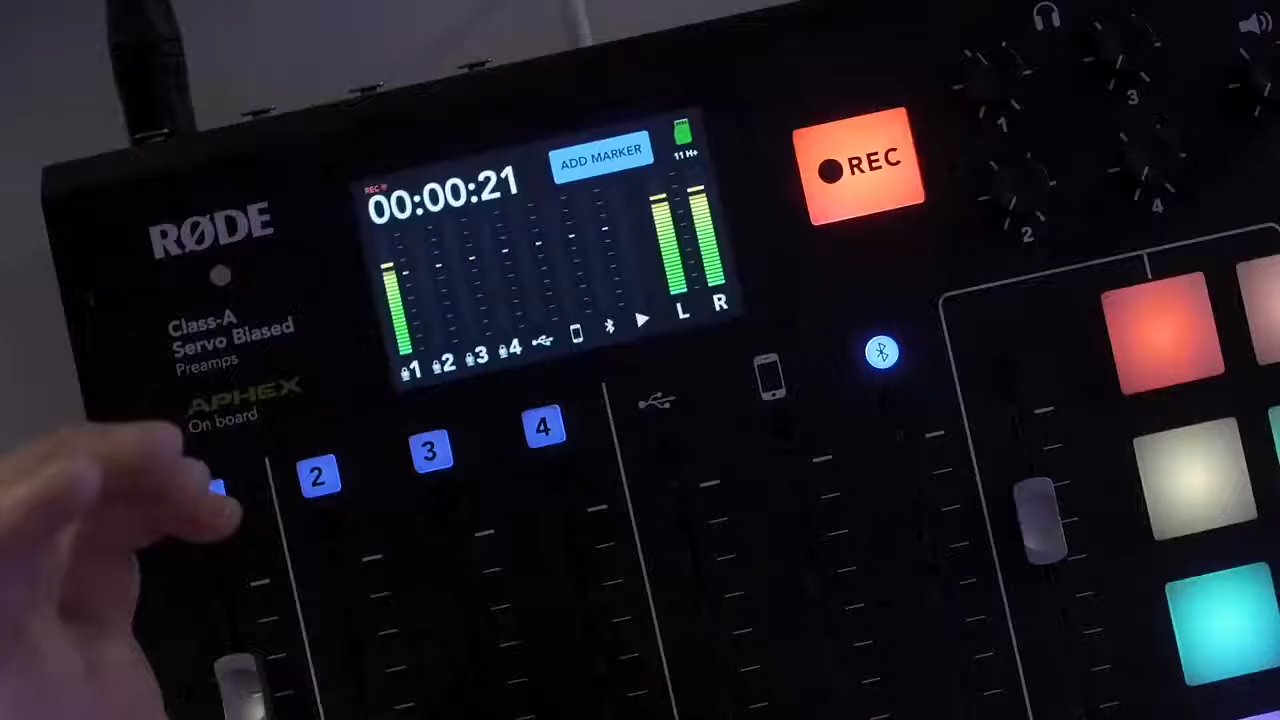 RØDE
Class-A
Servo Biased
Preamps
APHEX
On board
REC
00:00:21
ADD MARKER
11 H+
1 2 3 4
L R
REC
1
2
3
4
2
3
4